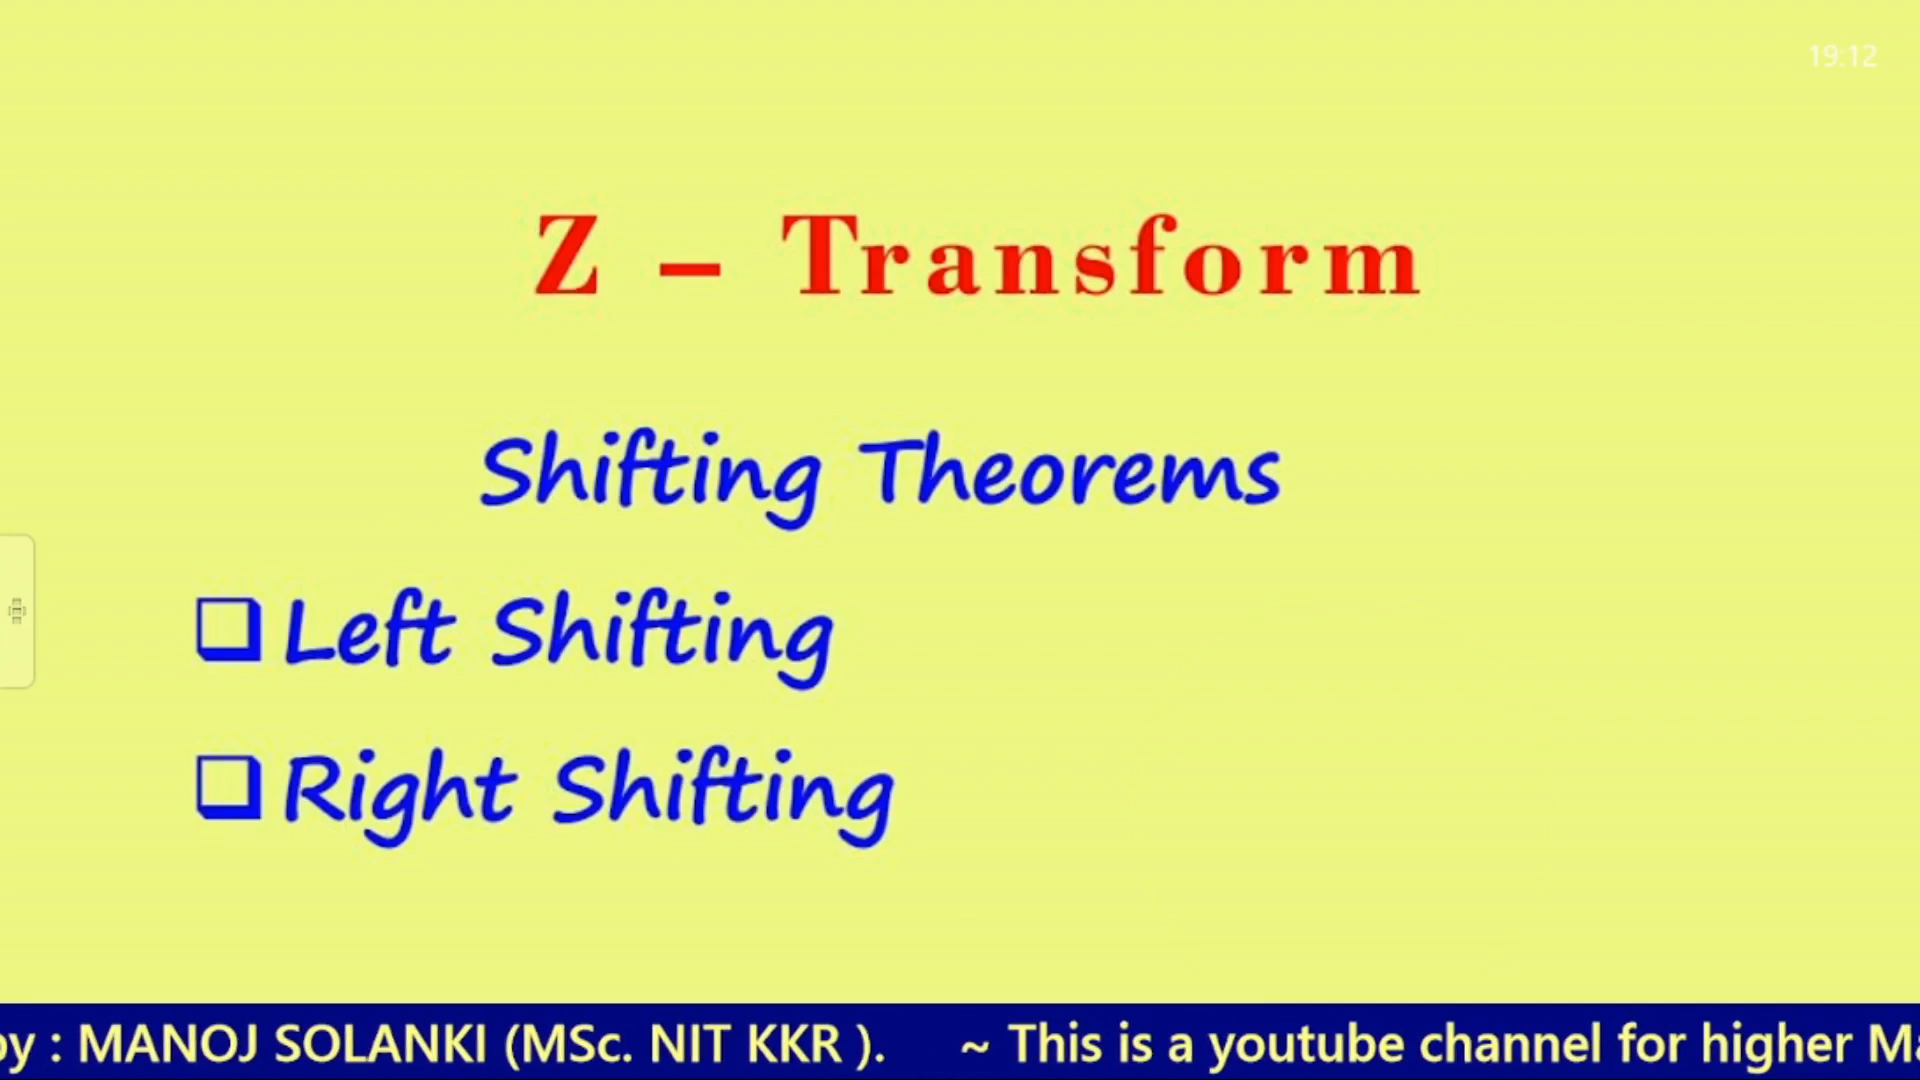 19:12
Z – Transform
Shifting Theorems
❑ Left Shifting
❑ Right Shifting
by : MANOJ SOLANKI (MSc. NIT KKR ). ~ This is a youtube channel for higher